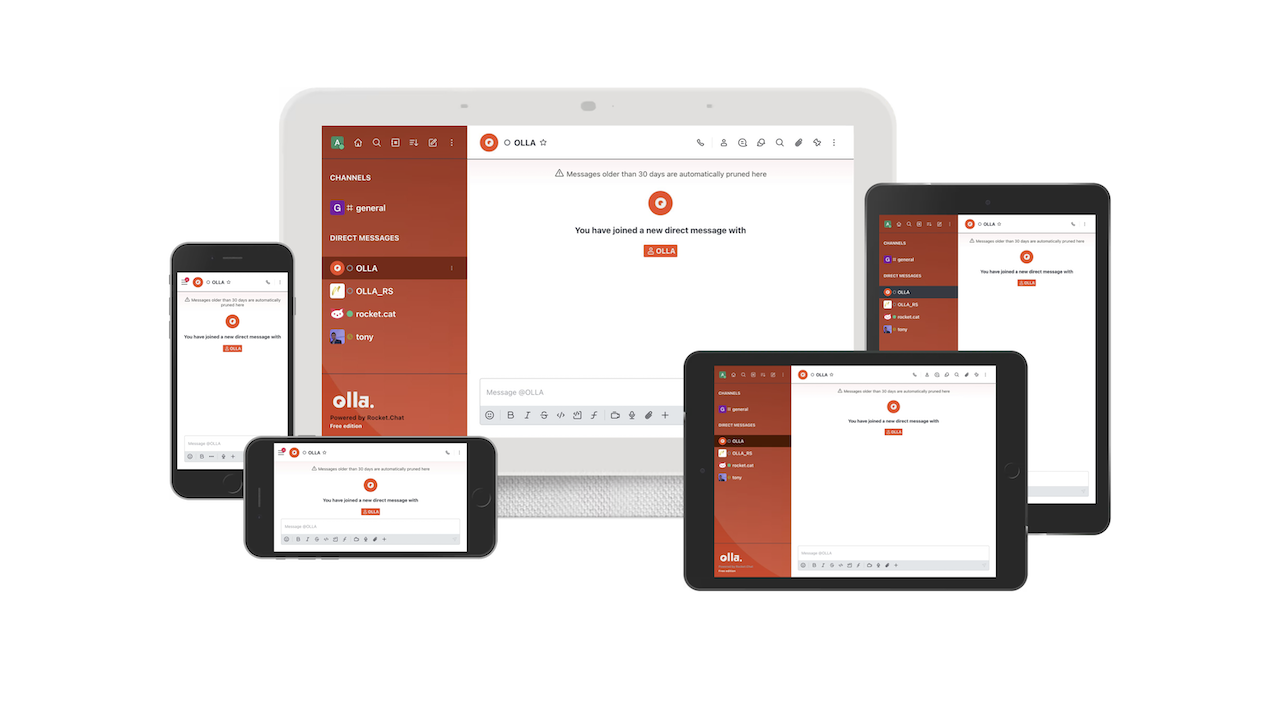 A
OLLA
CHANNELS
Messages older than 30 days are automatically pruned here
G general
DIRECT MESSAGES
You have joined a new direct message with
OLLA
OLLA
OLLA_RS
rocket.cat
tony
Message @OLLA
olla.
Powered by Rocket.Chat
Free edition
B I S
OLLA
Messages older than 30 days are automatically
pruned here
You have joined a new direct message with
OLLA
Message @OLLA
B
OLLA
Messages older than 30 days are automatically pruned here
You have joined a new direct message with
OLLA
Message @OLLA
B I S
A
OLLA
CHANNELS
Messages older than 30 days are automatically pruned here
G general
DIRECT MESSAGES
You have joined a new direct message with
OLLA
OLLA
OLLA_RS
rocket.cat
tony
A
OLLA
CHANNELS
Messages older than 30 days are automatically pruned here
G general
DIRECT MESSAGES
You have joined a new direct message with
OLLA
OLLA
OLLA_RS
rocket.cat
tony
Message @OLLA
olla.
Powered by Rocket.Chat
Free edition
B I S